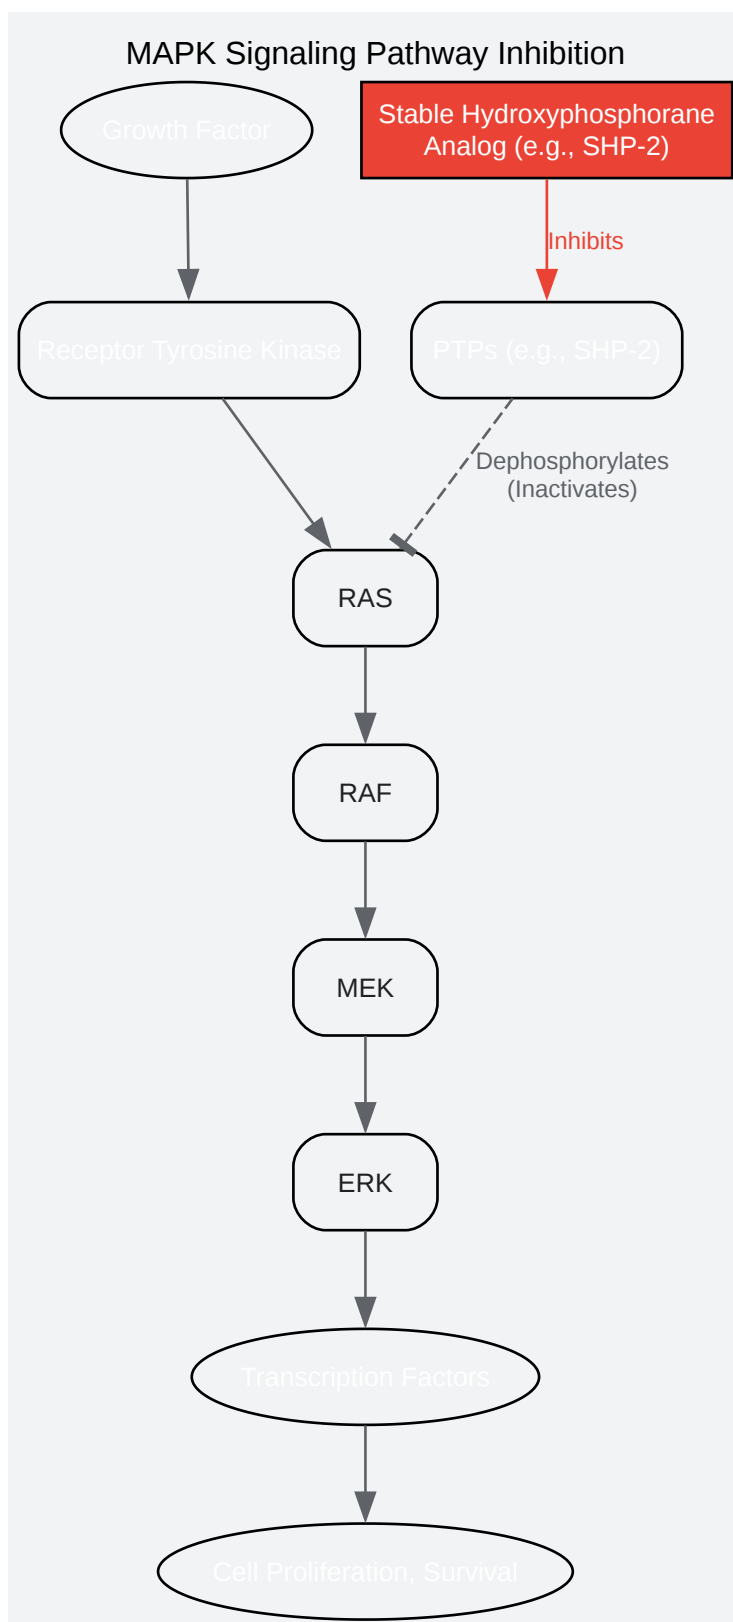 MAPK Signaling Pathway Inhibition
Growth Factor
Stable Hydroxyphosphorane
Analog (e.g., SHP-2)
Inhibits
Receptor Tyrosine Kinase
PTPs (e.g., SHP-2)
Dephosphorylates
(Inactivates)
RAS
RAF
MEK
ERK
Transcription Factors
Cell Proliferation, Survival